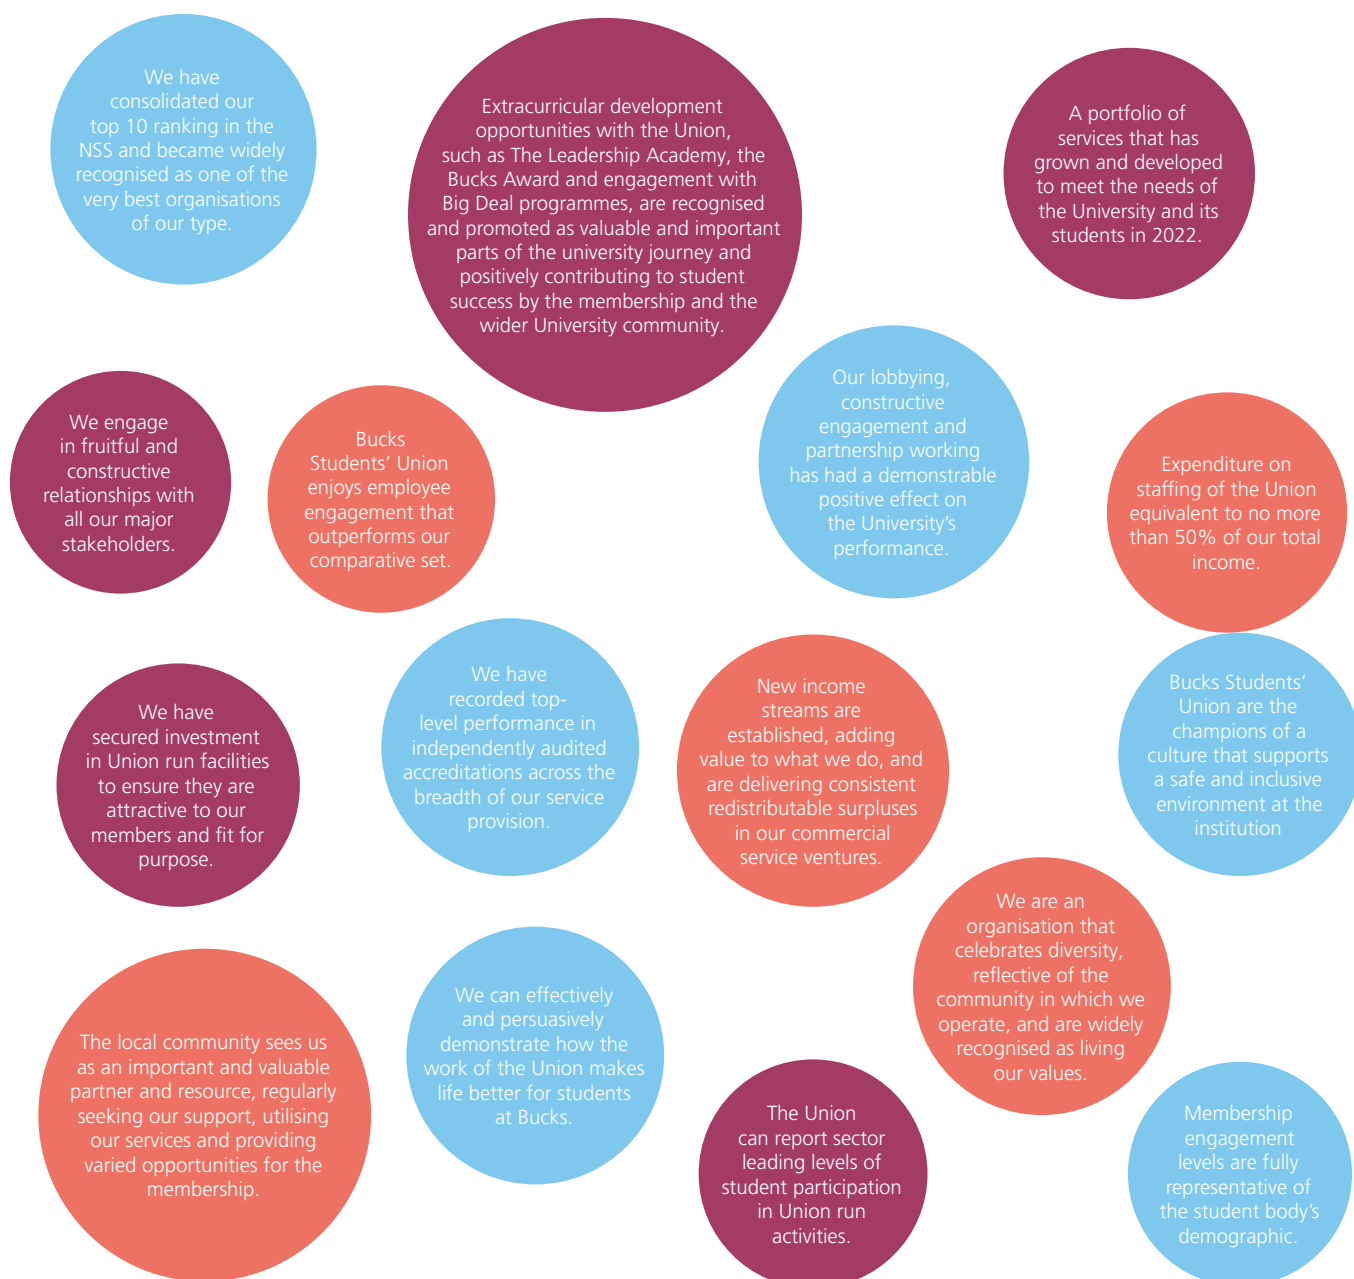 We have
consolidated our
top 10 ranking in the
NSS and became widely
recognised as one of the
very best organisations
of our type.
Extracurricular development
opportunities with the Union,
such as The Leadership Academy, the
Bucks Award and engagement with
Big Deal programmes, are recognised
and promoted as valuable and important
parts of the university journey and
positively contributing to student
success by the membership and the
wider University community.
A portfolio of
services that has
grown and developed
to meet the needs of
the University and its
students in 2022.
We engage
in fruitful and
constructive
relationships with
all our major
stakeholders.
Bucks
Students’ Union
enjoys employee
engagement that
outperforms our
comparative set.
Our lobbying,
constructive
engagement and
partnership working
has had a demonstrable
positive effect on
the University’s
performance.
Expenditure on
staffing of the Union
equivalent to no more
than 50% of our total
income.
We have
secured investment
in Union run facilities
to ensure they are
attractive to our
members and fit for
purpose.
We have
recorded top-
level performance in
independently audited
accreditations across the
breadth of our service
provision.
New income
streams are
established, adding
value to what we do, and
are delivering consistent
redistributable surpluses
in our commercial
service ventures.
Bucks Students’
Union are the
champions of a
culture that supports
a safe and inclusive
environment at the
institution
The local community sees us
as an important and valuable
partner and resource, regularly
seeking our support, utilising
our services and providing
varied opportunities for the
membership.
We can effectively
and persuasively
demonstrate how the
work of the Union makes
life better for students
at Bucks.
We are an
organisation that
celebrates diversity,
reflective of the
community in which we
operate, and are widely
recognised as living
our values.
The Union
can report sector
leading levels of
student participation
in Union run
activities.
Membership
engagement
levels are fully
representative of
the student body’s
demographic.